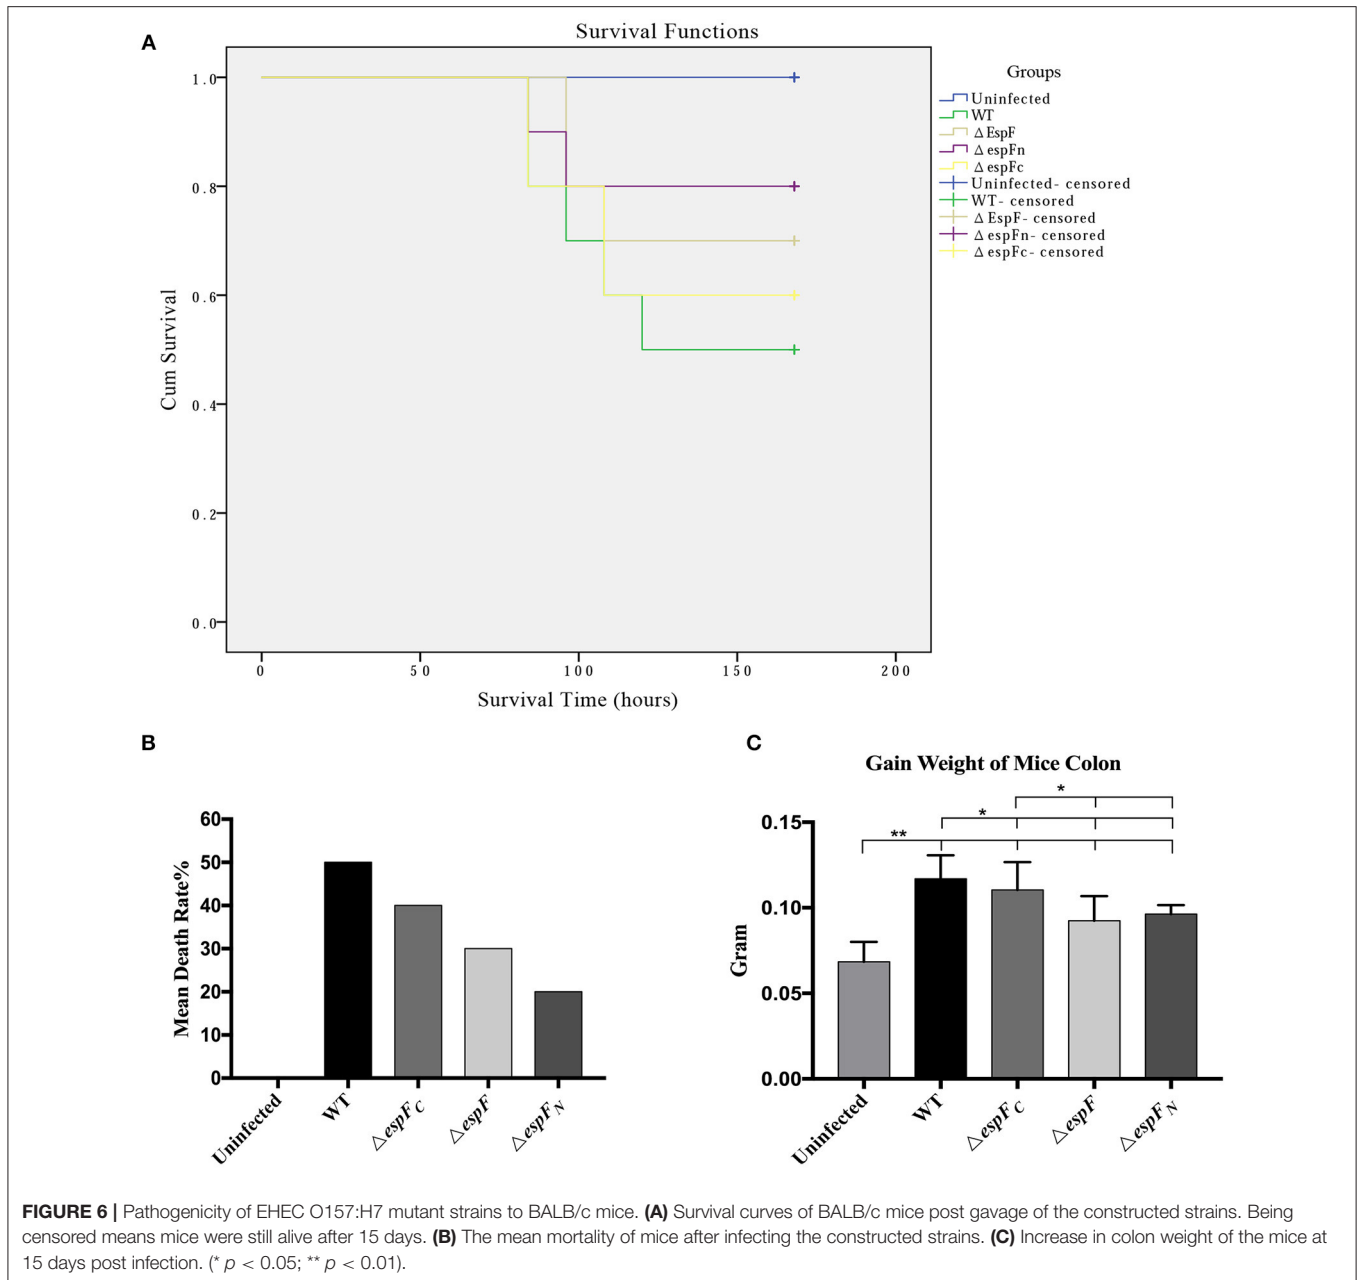 A
Survival Functions
Cum Survival
1.0
0.8
0.6
0.4
0.2
0.0
0
50
100
150
200
Survival Time (hours)
Groups
Uninfected
WT
Δ EspF
Δ espFn
Δ espFc
Uninfected- censored
WT- censored
Δ EspF- censored
Δ espFn- censored
Δ espFc- censored
B
Mean Death Rate%
60
50
40
30
20
10
0
Uninfected
WT
△espF C
△espF
△espF N
C
Gain Weight of Mice Colon
Gram
0.15
0.10
0.05
0.00
*
*
**
Uninfected
WT
△espF C
△espF
△espF N
FIGURE 6 | Pathogenicity of EHEC O157:H7 mutant strains to BALB/c mice. (A) Survival curves of BALB/c mice post gavage of the constructed strains. Being
censored means mice were still alive after 15 days. (B) The mean mortality of mice after infecting the constructed strains. (C) Increase in colon weight of the mice at
15 days post infection. (* p < 0.05; ** p < 0.01).